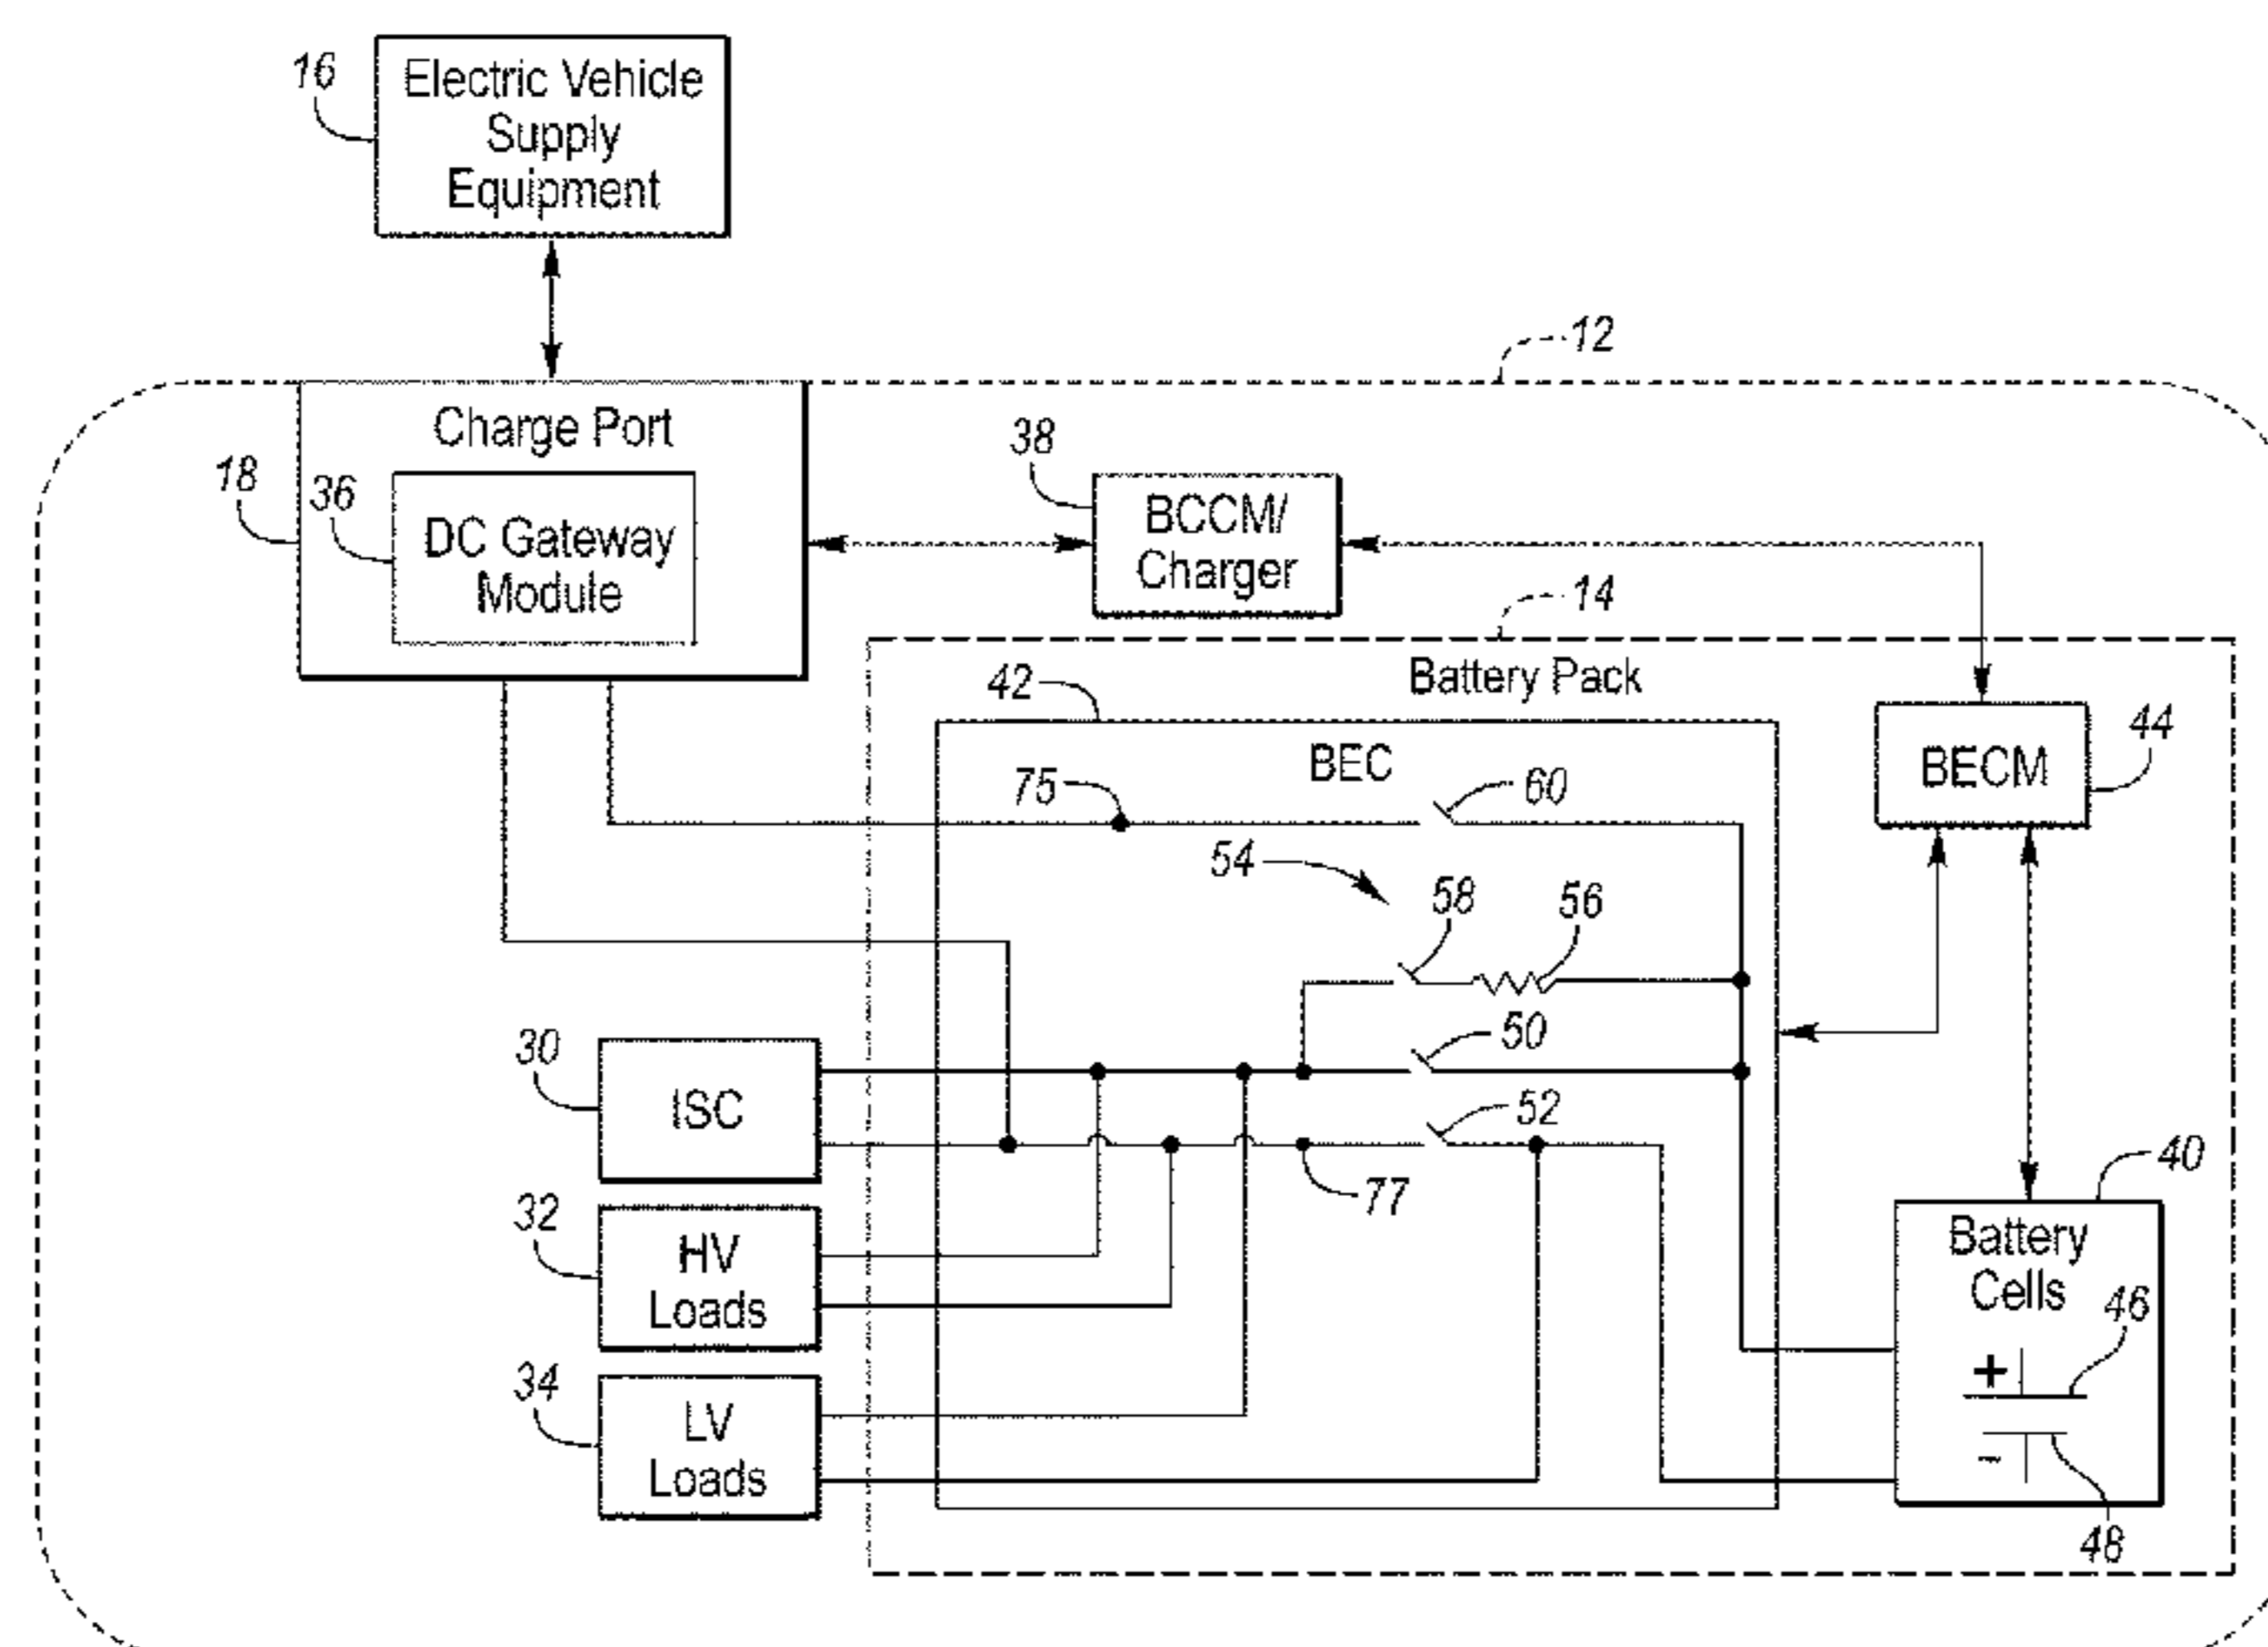 16
Electric Vehicle
Supply
Equipment
12
Charge Port
18
36
DC Gateway
Module
38
BCCM/
Charger
14
Battery Pack
42
BEC
44
BECM
75
60
54
58
56
30
ISC
50
52
77
32
HV
Loads
34
LV
Loads
40
Battery
Cells
46
+
-
48